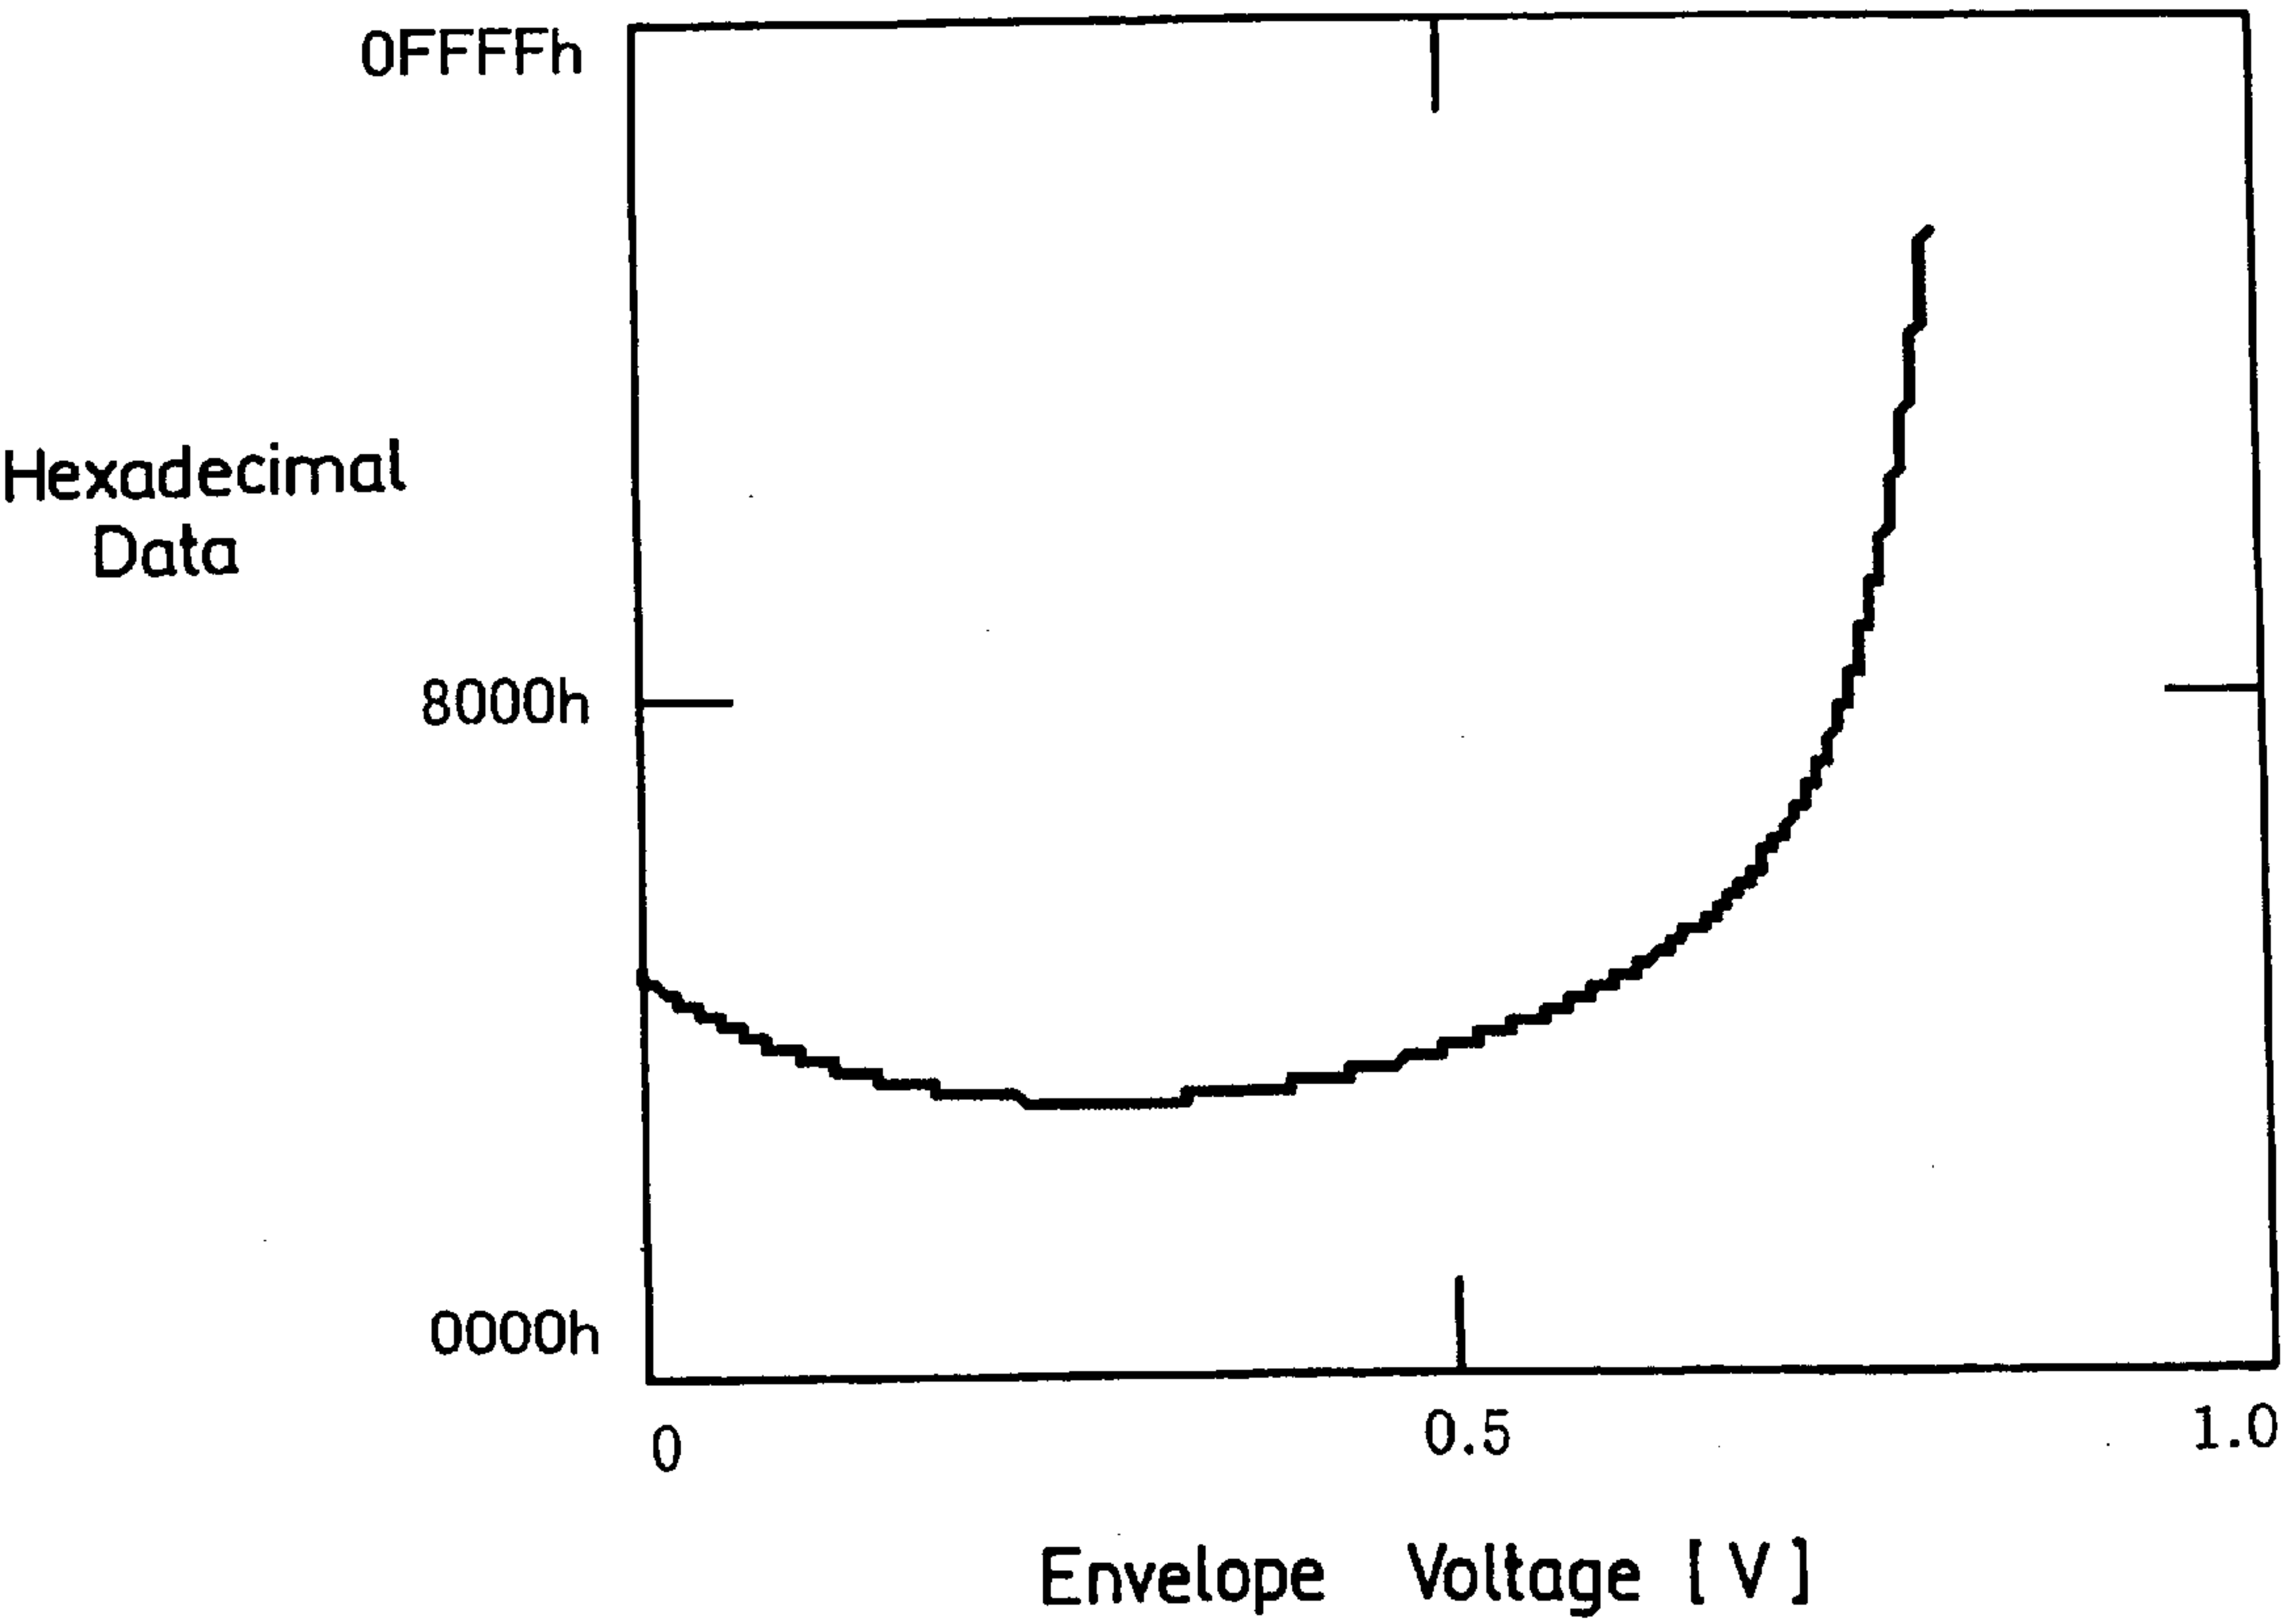 0FFFFh
Hexadecimal
Data
8000h
0000h
0 0.5 1.0
Envelope Voltage [ V ]